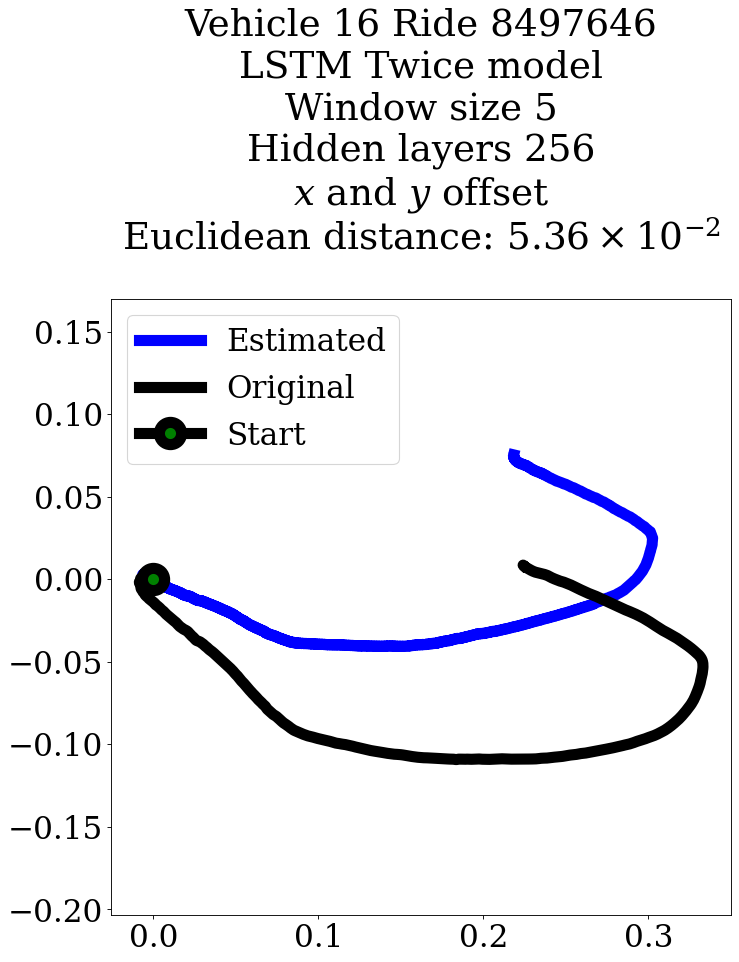 Vehicle 16 Ride 8497646
LSTM Twice model
Window size 5
Hidden layers 256
x and y offset
Euclidean distance: 5.36 × 10⁻²
Estimated
Original
Start
0.15
0.10
0.05
0.00
−0.05
−0.10
−0.15
−0.20
0.0 0.1 0.2 0.3